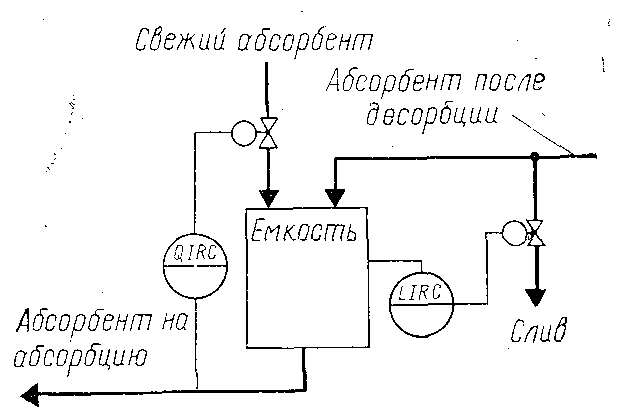 Свежий абсорбент
Абсорбент после
десорбции
Емкость
QIRC
LIRC
Абсорбент на
абсорбцию
Слив